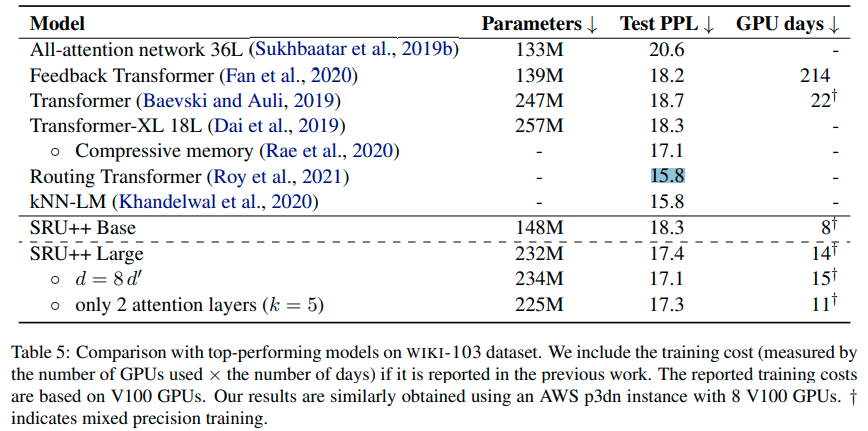 Model Parameters ↓ Test PPL ↓ GPU days ↓
All-attention network 36L (Sukhbaatar et al., 2019b) 133M 20.6 -
Feedback Transformer (Fan et al., 2020) 139M 18.2 214
Transformer (Baevski and Auli, 2019) 247M 18.7 22†
Transformer-XL 18L (Dai et al., 2019) 257M 18.3 -
○ Compressive memory (Rae et al., 2020) - 17.1 -
Routing Transformer (Roy et al., 2021) - 15.8 -
kNN-LM (Khandelwal et al., 2020) - 15.8 -
SRU++ Base 148M 18.3 8†
SRU++ Large 232M 17.4 14†
○ d = 8 d′ 234M 17.1 15†
○ only 2 attention layers (k = 5) 225M 17.3 11†
Table 5: Comparison with top-performing models on WIKI-103 dataset. We include the training cost (measured by
the number of GPUs used × the number of days) if it is reported in the previous work. The reported training costs
are based on V100 GPUs. Our results are similarly obtained using an AWS p3dn instance with 8 V100 GPUs. †
indicates mixed precision training.